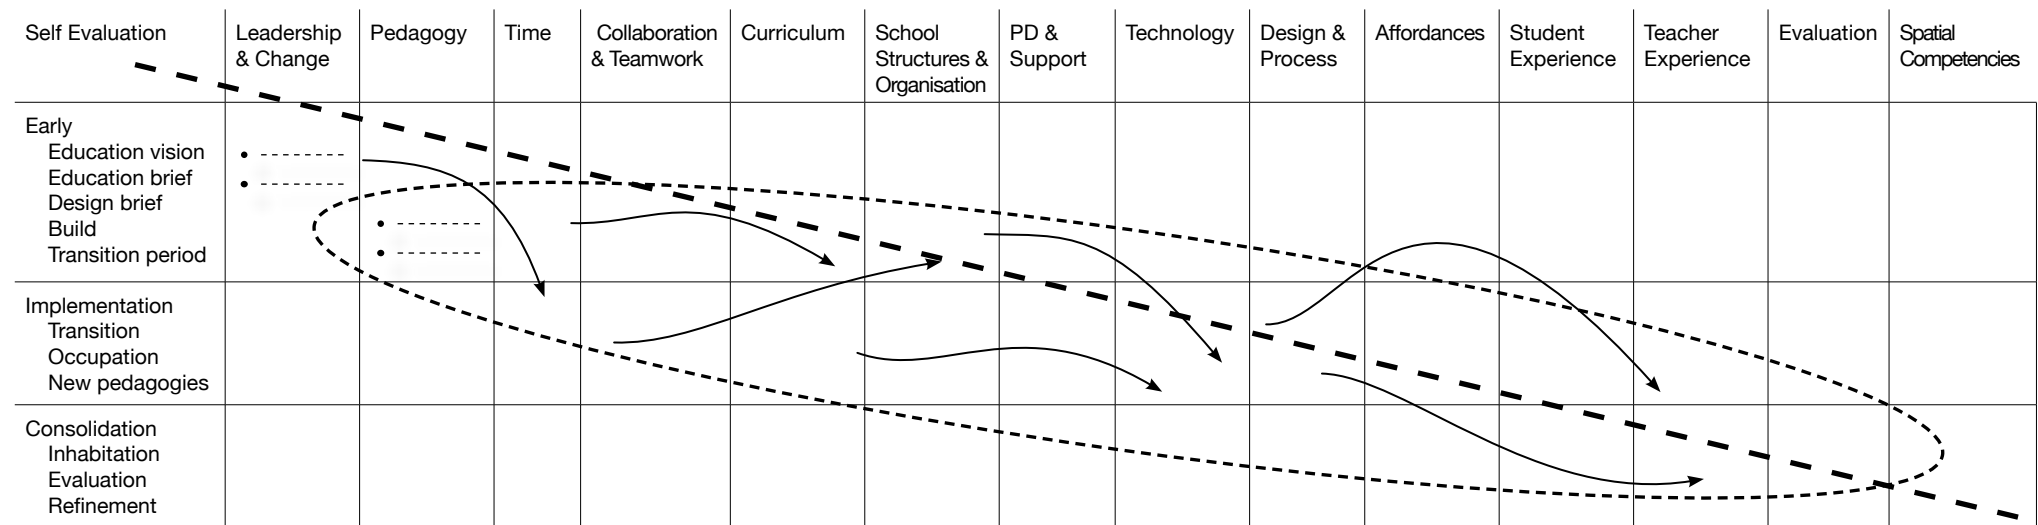 Self Evaluation
Leadership
& Change
Pedagogy
Time
Collaboration
& Teamwork
Curriculum
School
Structures &
Organisation
PD &
Support
Technology
Design &
Process
Affordances
Student
Experience
Teacher
Experience
Evaluation
Spatial
Competencies
Early
Education vision
Education brief
Design brief
Build
Transition period
Implementation
Transition
Occupation
New pedagogies
Consolidation
Inhabitation
Evaluation
Refinement